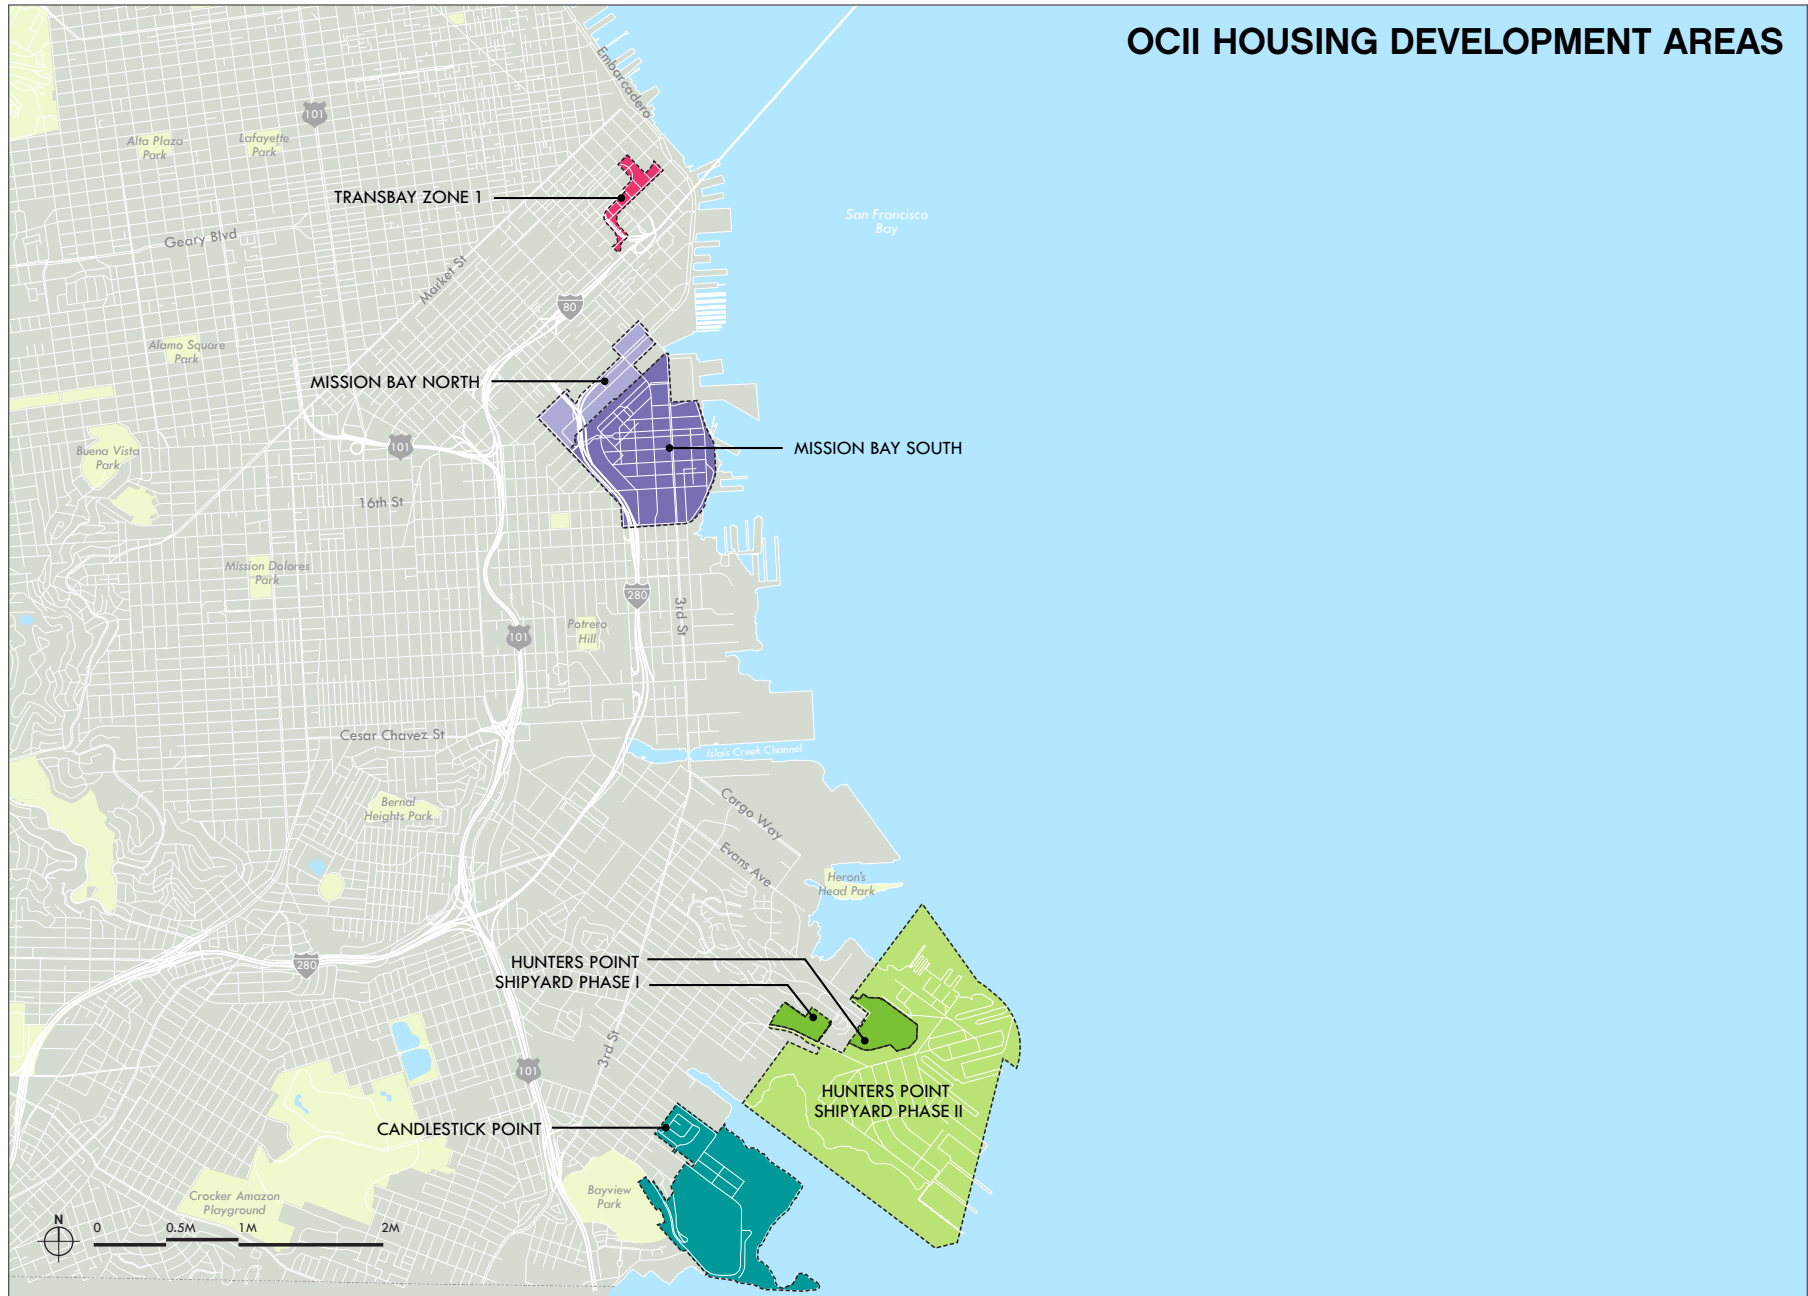 OCII HOUSING DEVELOPMENT AREAS
Embarcadero
101
Alta Plaza
Park
Lafayette
Park
TRANSBAY ZONE 1
San Francisco
Bay
Geary Blvd
Market St
80
Alamo Square
Park
MISSION BAY NORTH
101
MISSION BAY SOUTH
Buena Vista
Park
16th St
Mission Dolores
Park
280
3rd St
Potrero
Hill
101
Cesar Chavez St
Islais Creek Channel
Bernal
Heights Park
Cargo Way
Evans Ave
Heron's
Head Park
280
HUNTERS POINT
SHIPYARD PHASE I
3rd St
101
HUNTERS POINT
SHIPYARD PHASE II
CANDLESTICK POINT
Bayview
Park
Crocker Amazon
Playground
N
0 0.5M 1M 2M